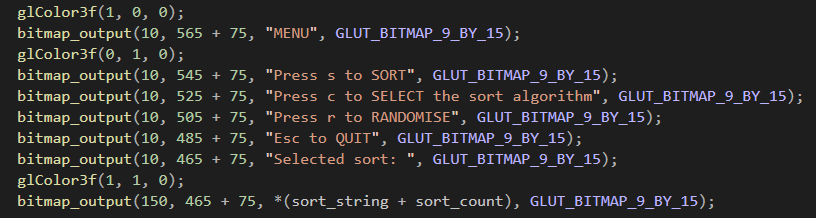 glColor3f(1, 0, 0);
bitmap_output(10, 565 + 75, "MENU", GLUT_BITMAP_9_BY_15);
glColor3f(0, 1, 0);
bitmap_output(10, 545 + 75, "Press s to SORT", GLUT_BITMAP_9_BY_15);
bitmap_output(10, 525 + 75, "Press c to SELECT the sort algorithm", GLUT_BITMAP_9_BY_15);
bitmap_output(10, 505 + 75, "Press r to RANDOMISE", GLUT_BITMAP_9_BY_15);
bitmap_output(10, 485 + 75, "Esc to QUIT", GLUT_BITMAP_9_BY_15);
bitmap_output(10, 465 + 75, "Selected sort: ", GLUT_BITMAP_9_BY_15);
glColor3f(1, 1, 0);
bitmap_output(150, 465 + 75, *(sort_string + sort_count), GLUT_BITMAP_9_BY_15);